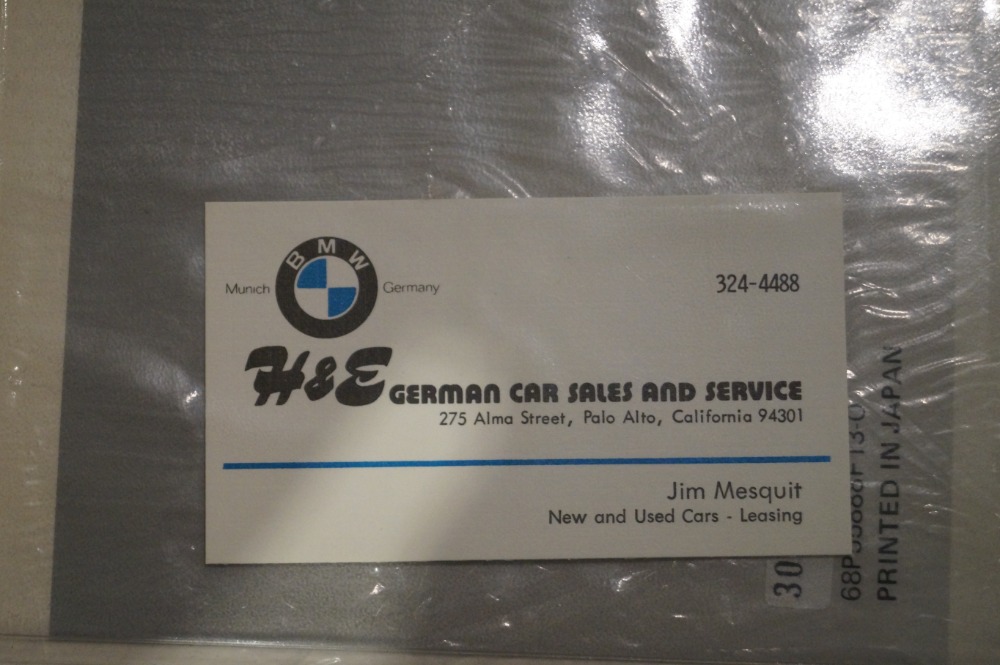 BMW
Munich Germany
324-4488
H&E GERMAN CAR SALES AND SERVICE
275 Alma Street, Palo Alto, California 94301
Jim Mesquit
New and Used Cars - Leasing
30
PRINTED IN JAPAN